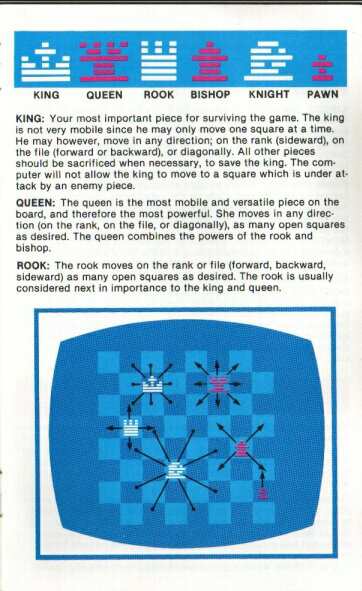 KING QUEEN ROOK BISHOP KNIGHT PAWN
KING: Your most important piece for surviving the game. The king
is not very mobile since he may only move one square at a time.
He may however, move in any direction; on the rank (sideward), on
the file (forward or backward), or diagonally. All other pieces
should be sacrificed when necessary, to save the king. The com-
puter will not allow the king to move to a square which is under at-
tack by an enemy piece.
QUEEN: The queen is the most mobile and versatile piece on the
board, and therefore the most powerful. She moves in any direc-
tion (on the rank, on the file, or diagonally), as many open squares
as desired. The queen combines the powers of the rook and
bishop.
ROOK: The rook moves on the rank or file (forward, backward,
sideward) as many open squares as desired. The rook is usually
considered next in importance to the king and queen.